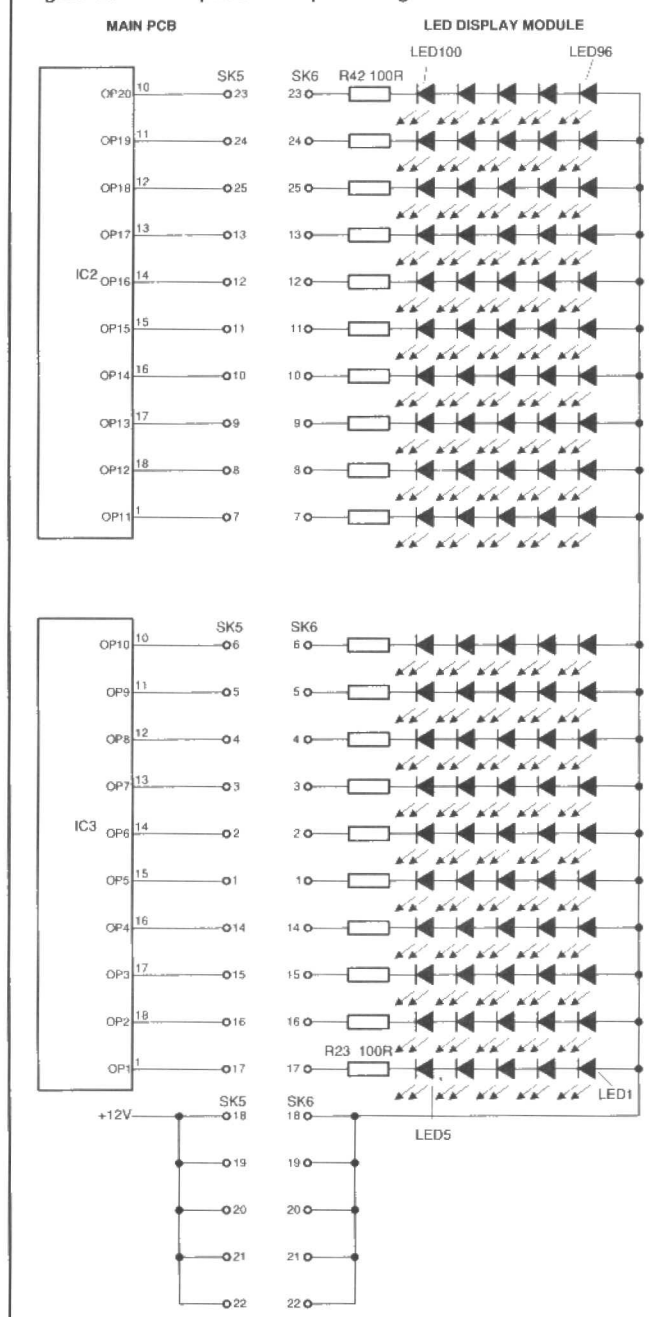 MAIN PCB LED DISPLAY MODULE
LED100 LED96
SK5 SK6 R42 100R
OP20 10 23 23
OP19 11 24 24
OP18 12 25 25
OP17 13 13 13
IC2
OP16 14 12 12
OP15 15 11 11
OP14 16 10 10
OP13 17 9 9
OP12 18 8 8
OP11 1 7 7
SK5 SK6
OP10 10 6 6
OP9 11 5 5
OP8 12 4 4
OP7 13 3 3
IC3
OP6 14 2 2
OP5 15 1 1
OP4 16 14 14
OP3 17 15 15
OP2 18 16 16
R23 100R
OP1 1 17 17
LED1
SK5 SK6
LED5
+12V 18 18
19 19
20 20
21 21
22 22